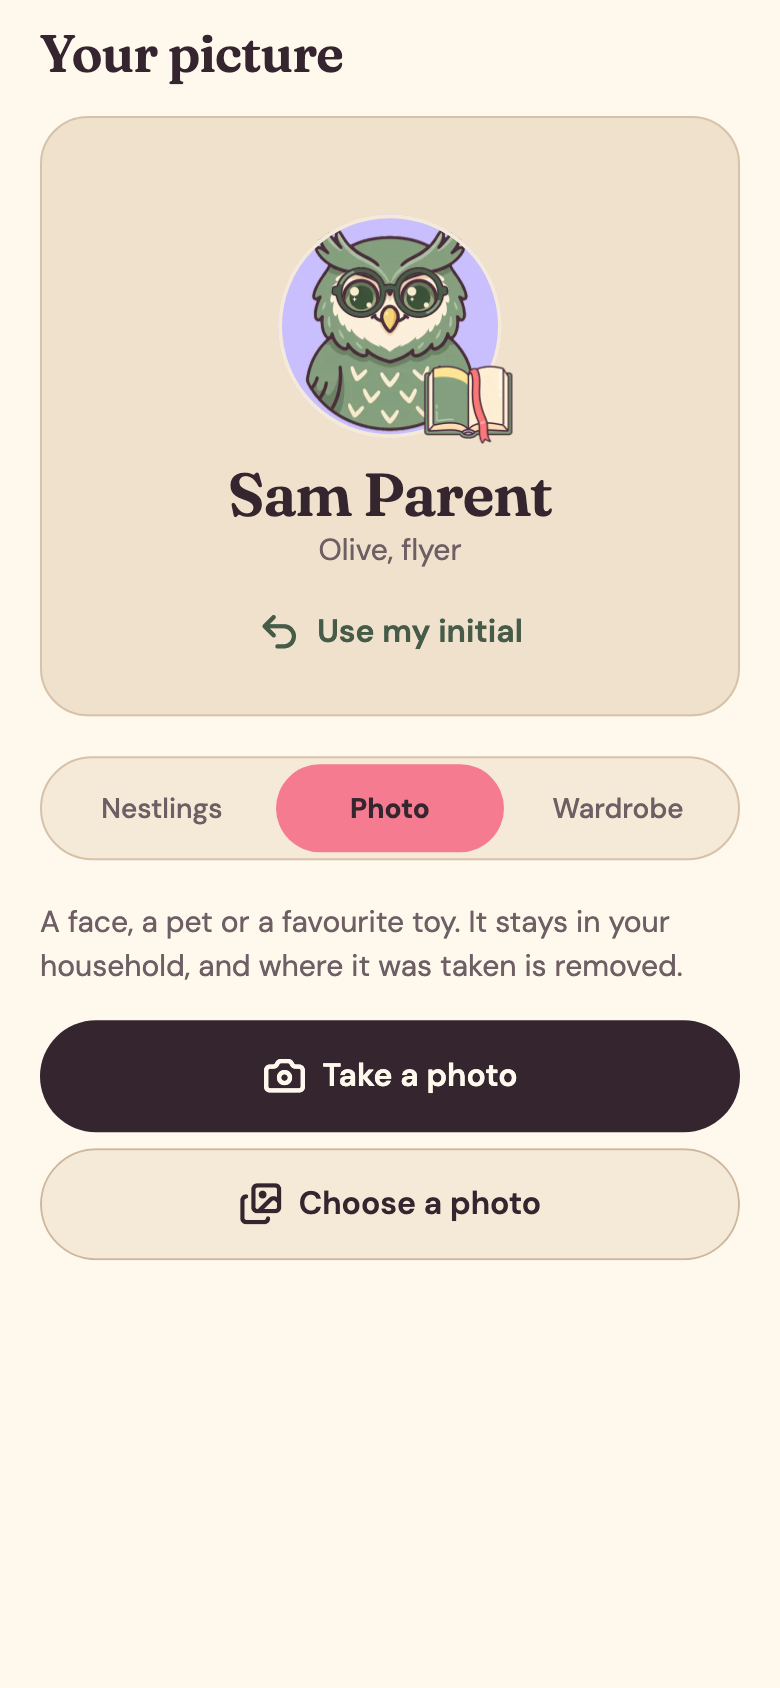 Your picture
Sam Parent
Olive, flyer
Use my initial
Nestlings
Photo
Wardrobe
A face, a pet or a favourite toy. It stays in your
household, and where it was taken is removed.
Take a photo
Choose a photo